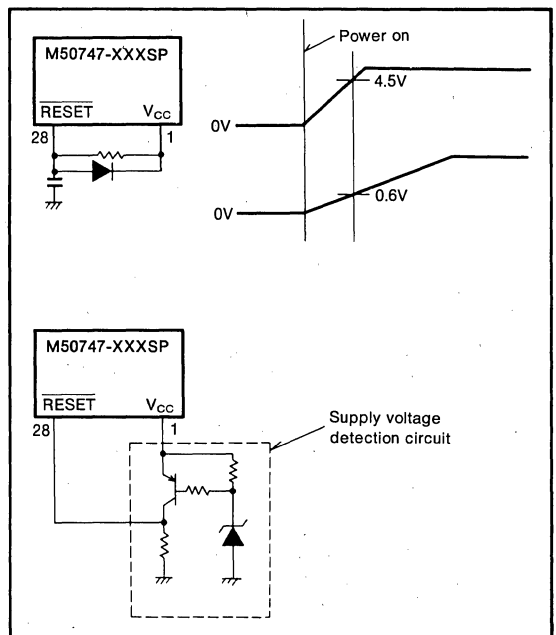 M50747-XXXSP
RESET VCC
28 1
Power on
4.5V
0V
0.6V
0V
M50747-XXXSP
RESET VCC
28 1
Supply voltage
detection circuit